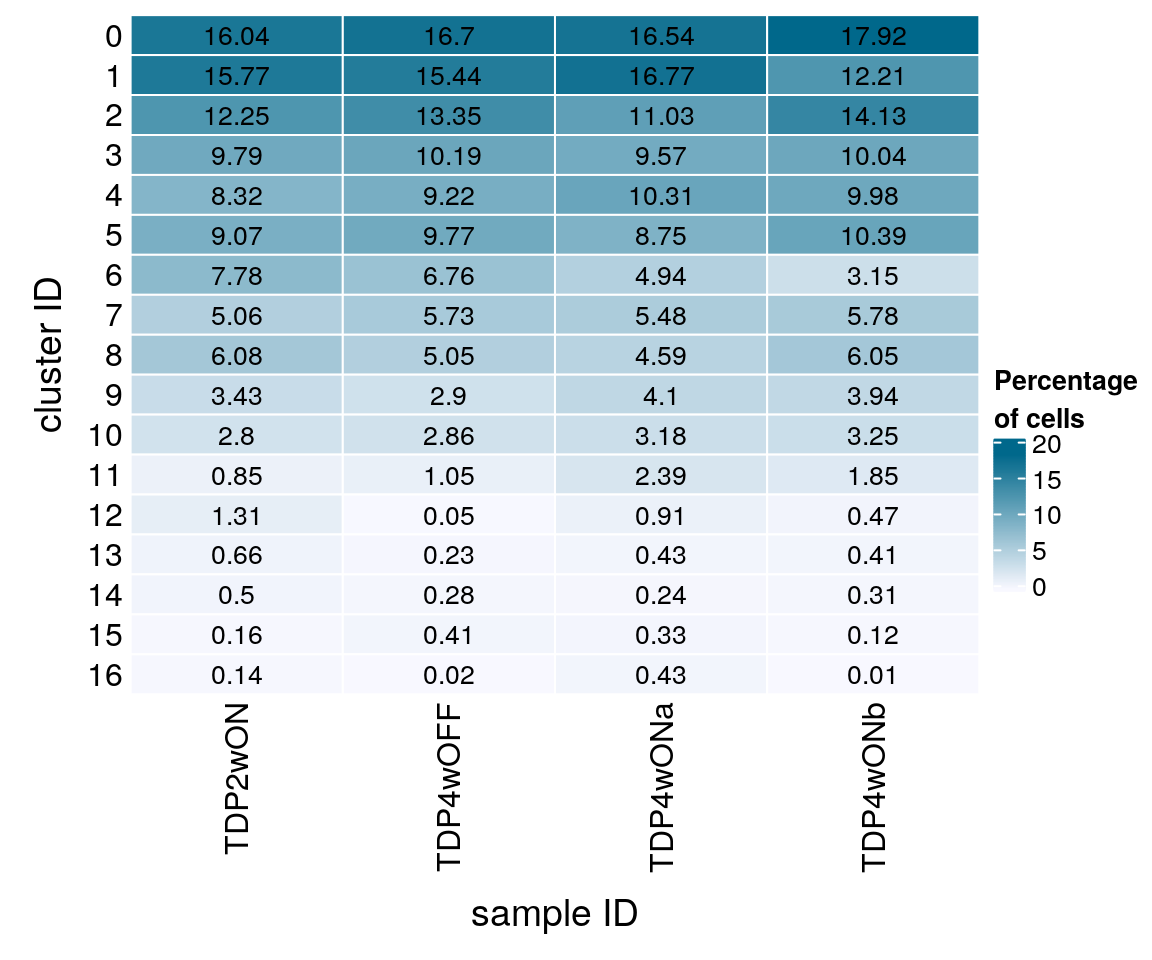 0 16.04 16.7 16.54 17.92
1 15.77 15.44 16.77 12.21
2 12.25 13.35 11.03 14.13
3 9.79 10.19 9.57 10.04
4 8.32 9.22 10.31 9.98
5 9.07 9.77 8.75 10.39
6 7.78 6.76 4.94 3.15
7 5.06 5.73 5.48 5.78
8 6.08 5.05 4.59 6.05
9 3.43 2.9 4.1 3.94
10 2.8 2.86 3.18 3.25
11 0.85 1.05 2.39 1.85
12 1.31 0.05 0.91 0.47
13 0.66 0.23 0.43 0.41
14 0.5 0.28 0.24 0.31
15 0.16 0.41 0.33 0.12
16 0.14 0.02 0.43 0.01
cluster ID
TDP2wON
TDP4wOFF
TDP4wONa
TDP4wONb
sample ID
Percentage
of cells
20
15
10
5
0